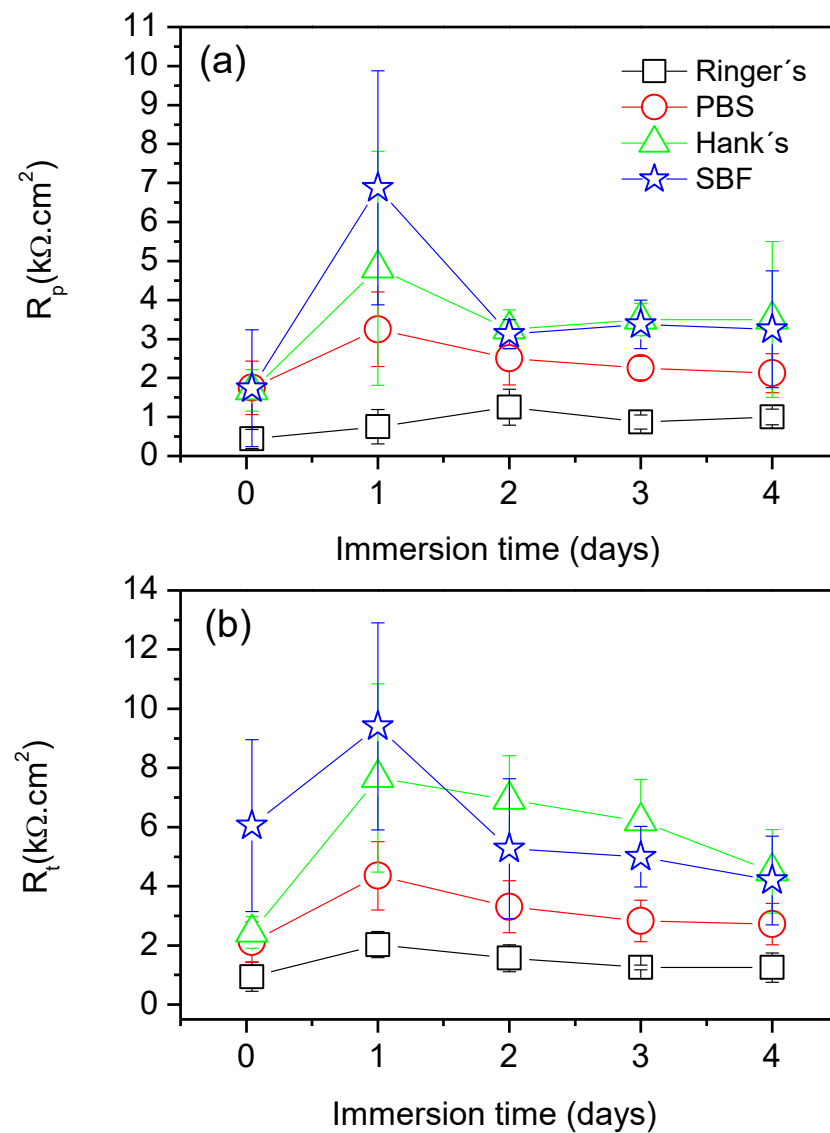 (a)
Ringer´s
PBS
Hank´s
SBF
R_p(kΩ.cm²)
11
10
9
8
7
6
5
4
3
2
1
0
0 1 2 3 4
Immersion time (days)
(b)
R_t(kΩ.cm²)
14
12
10
8
6
4
2
0
0 1 2 3 4
Immersion time (days)